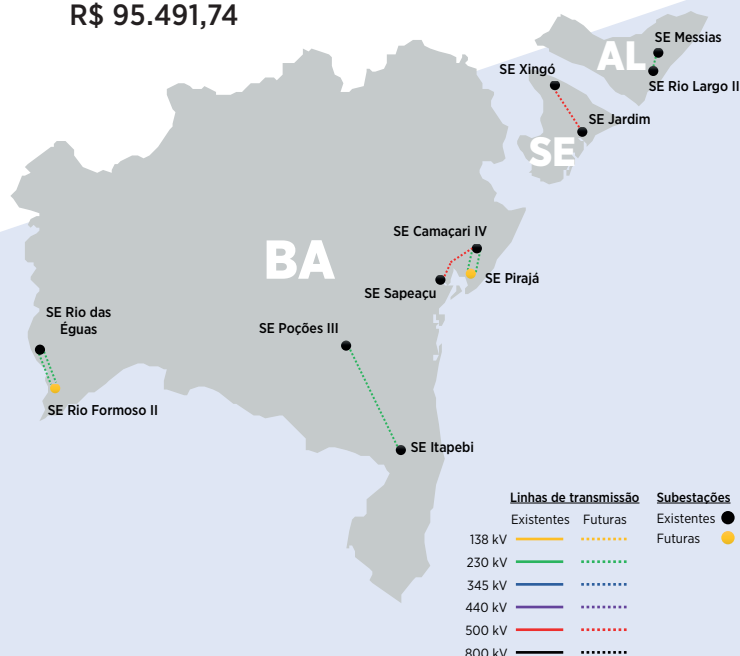 R$ 95.491,74
SE Messias
AL
SE Xingó
SE Rio Largo II
SE Jardim
SE
SE Camaçari IV
BA
SE Pirajá
SE Sapeaçu
SE Rio das
Éguas
SE Poções III
SE Rio Formoso II
SE Itapebi
Linhas de transmissão Subestações
Existentes Futuras Existentes
138 kV Futuras
230 kV
345 kV
440 kV
500 kV
800 kV